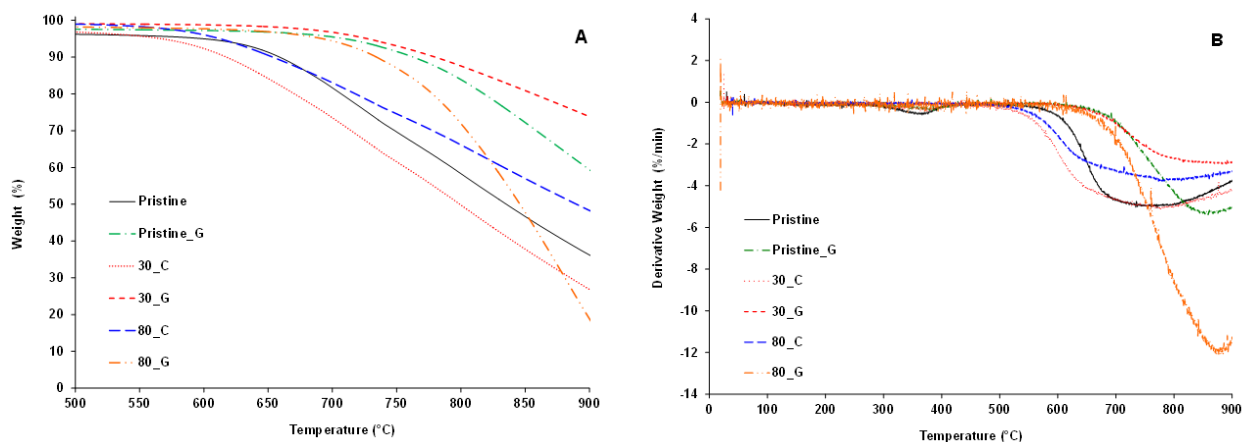 A
Weight (%)
100
90
80
70
60
50
40
30
20
10
0
Pristine
Pristine_G
30_C
30_G
80_C
80_G
500 550 600 650 700 750 800 850 900
Temperature (°C)
B
Derivative Weight (%/min)
4
2
0
-2
-4
-6
-8
-10
-12
-14
Pristine
Pristine_G
30_C
30_G
80_C
80_G
0 100 200 300 400 500 600 700 800 900
Temperature (°C)